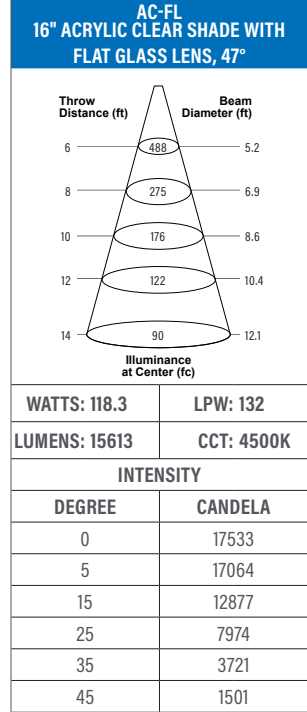 AC-FL
16" ACRYLIC CLEAR SHADE WITH
FLAT GLASS LENS, 47°
Throw Beam
Distance (ft) Diameter (ft)
6 488 5.2
8 275 6.9
10 176 8.6
12 122 10.4
14 90 12.1
Illuminance
at Center (fc)
WATTS: 118.3 LPW: 132
LUMENS: 15613 CCT: 4500K
INTENSITY
DEGREE CANDELA
0 17533
5 17064
15 12877
25 7974
35 3721
45 1501